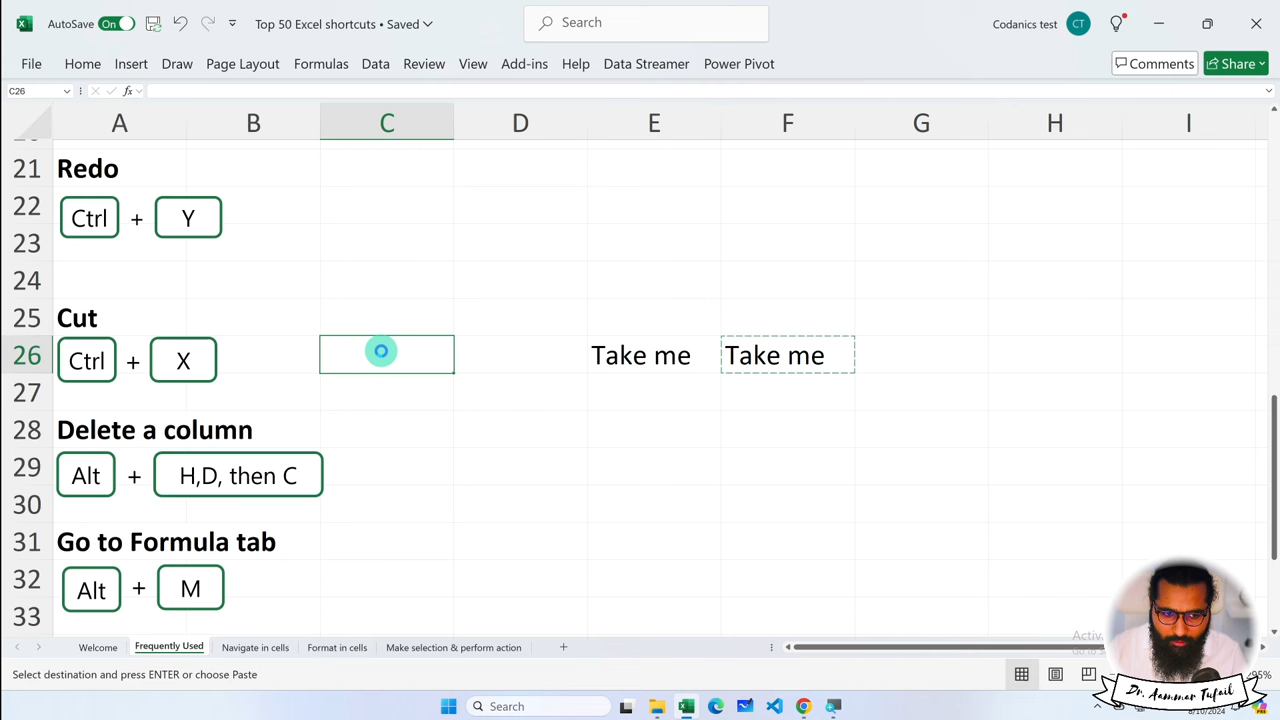 AutoSave On Top 50 Excel shortcuts • Saved Search Codanics test CT
File Home Insert Draw Page Layout Formulas Data Review View Add-ins Help Data Streamer Power Pivot Comments Share
C26 fx
A B C D E F G H I
21 Redo
22 Ctrl + Y
23
24
25 Cut
26 Ctrl + X Take me Take me
27
28 Delete a column
29 Alt + H,D, then C
30
31 Go to Formula tab
32 Alt + M
33
Welcome Frequently Used Navigate in cells Format in cells Make selection & perform action
Select destination and press ENTER or choose Paste
Search
Dr. Aammar Tufail